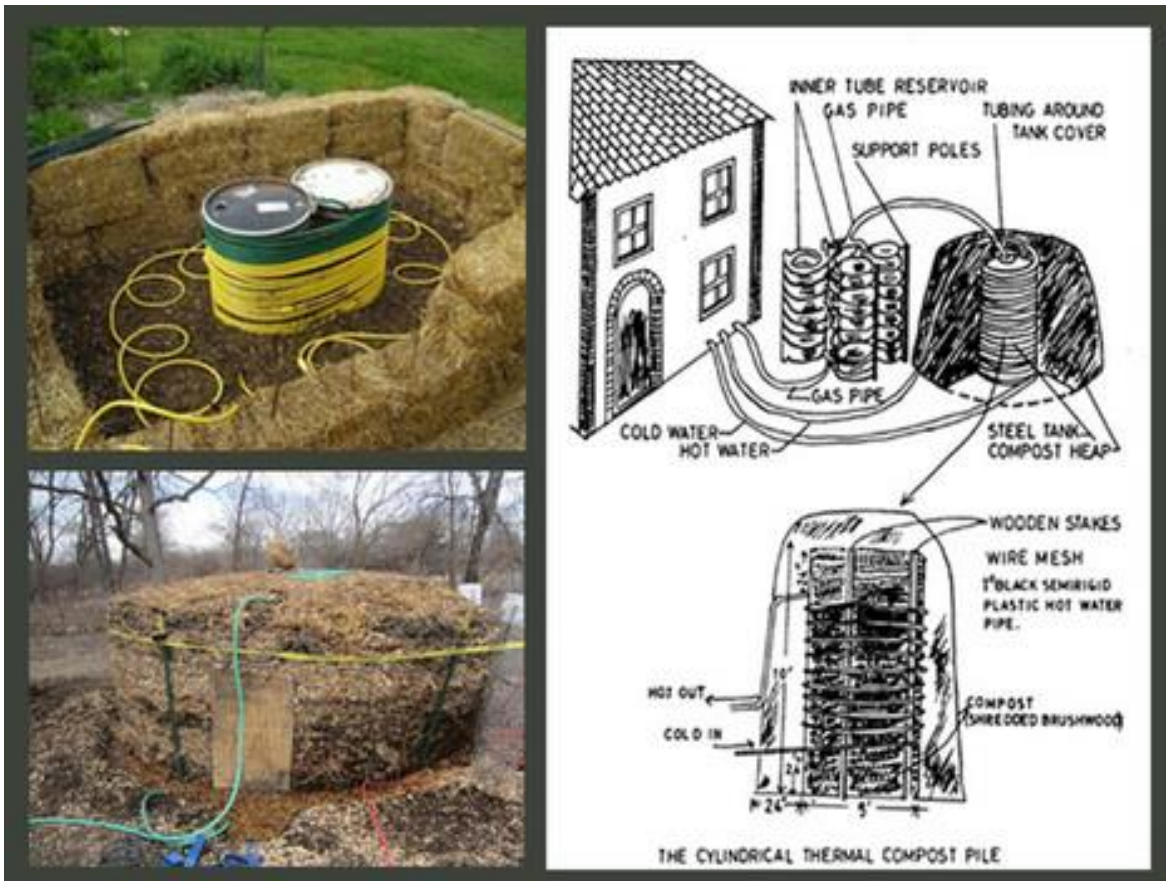 INNER TUBE RESERVOIR
GAS PIPE
TUBING AROUND
TANK COVER
SUPPORT POLES
GAS PIPE
COLD WATER
HOT WATER
STEEL TANK
COMPOST HEAP
WOODEN STAKES
WIRE MESH
1" BLACK SEMIRIGID
PLASTIC HOT WATER
PIPE.
10'
HOT OUT
COLD IN
COMPOST
(SHREDDED BRUSHWOOD)
24"
5'
THE CYLINDRICAL THERMAL COMPOST PILE